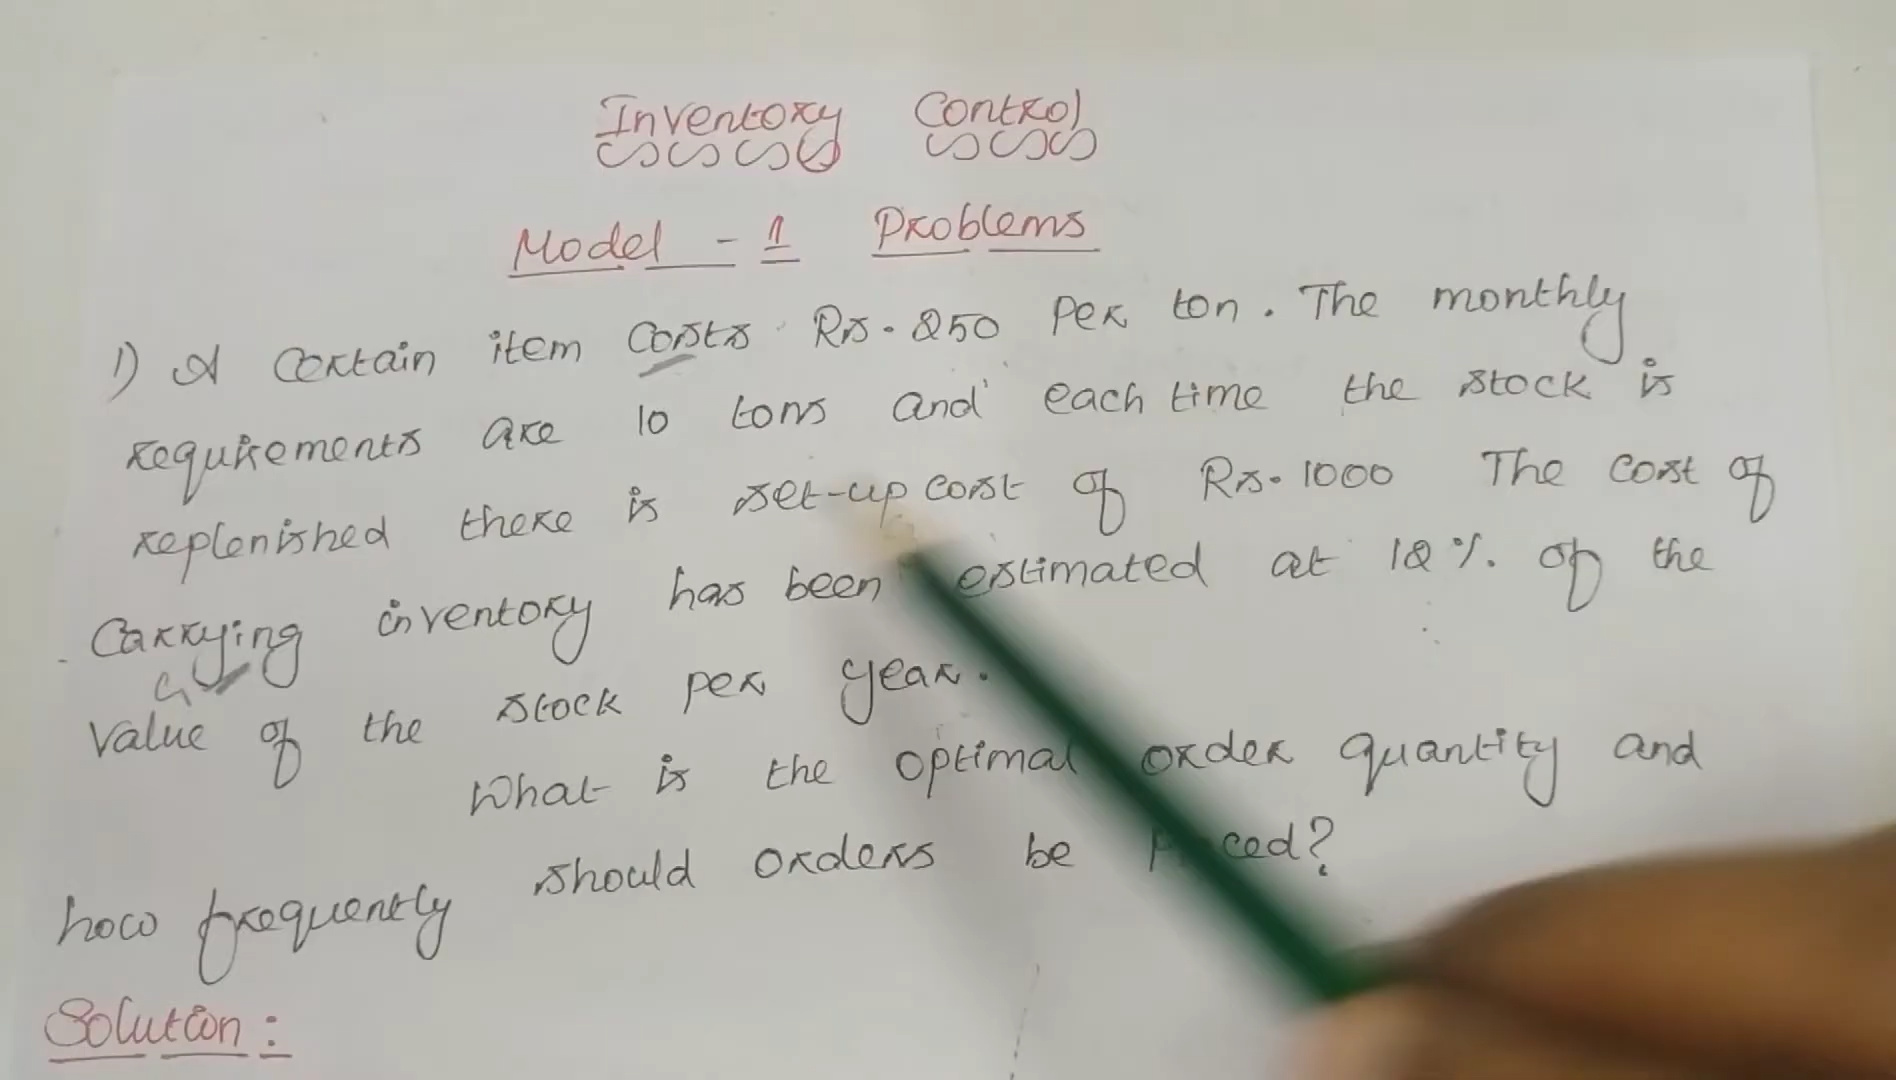 Inventory Control
Model - 1 Problems
1) A certain item costs Rs. 250 per ton. The monthly
requirements are 10 tons and each time the stock is
replenished there is set-up cost of Rs. 1000 The cost of
Carrying inventory has been estimated at 12%. of the
C1
Value of the stock per year.
What is the optimal order quantity and
how frequently should orders be
Solution: